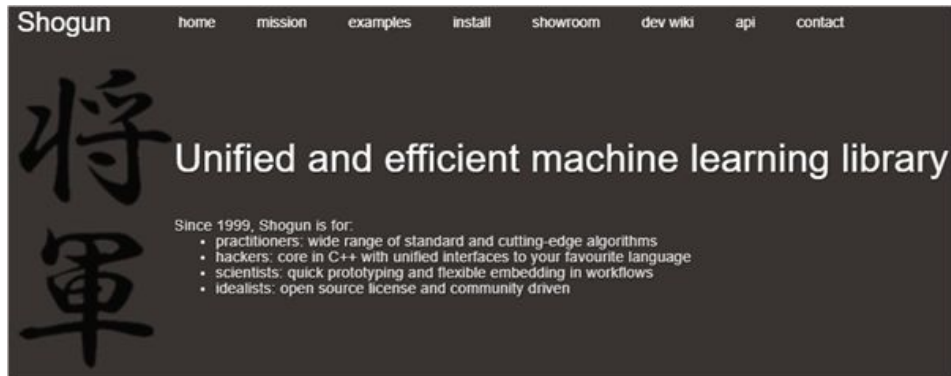 Shogun
home mission examples install showroom dev wiki api contact
将
軍
Unified and efficient machine learning library
Since 1999, Shogun is for:
• practitioners: wide range of standard and cutting-edge algorithms
• hackers: core in C++ with unified interfaces to your favourite language
• scientists: quick prototyping and flexible embedding in workflows
• idealists: open source license and community driven